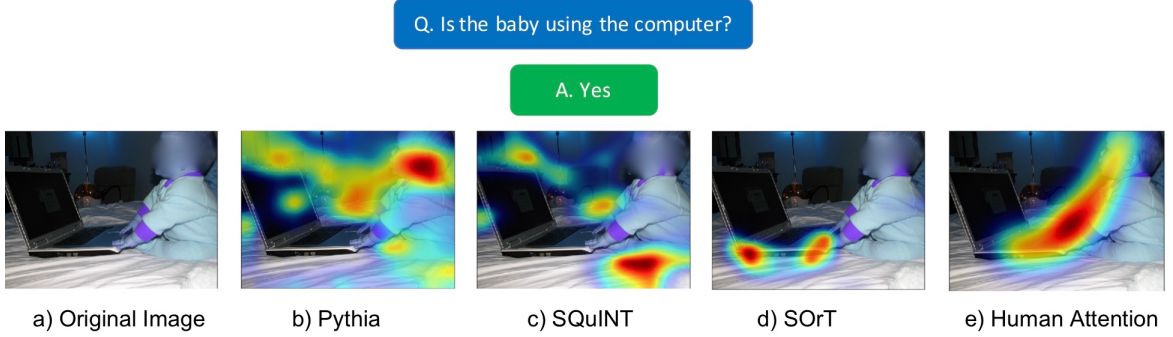 Q. Is the baby using the computer?
A. Yes
a) Original Image
b) Pythia
c) SQuINT
d) SOrT
e) Human Attention